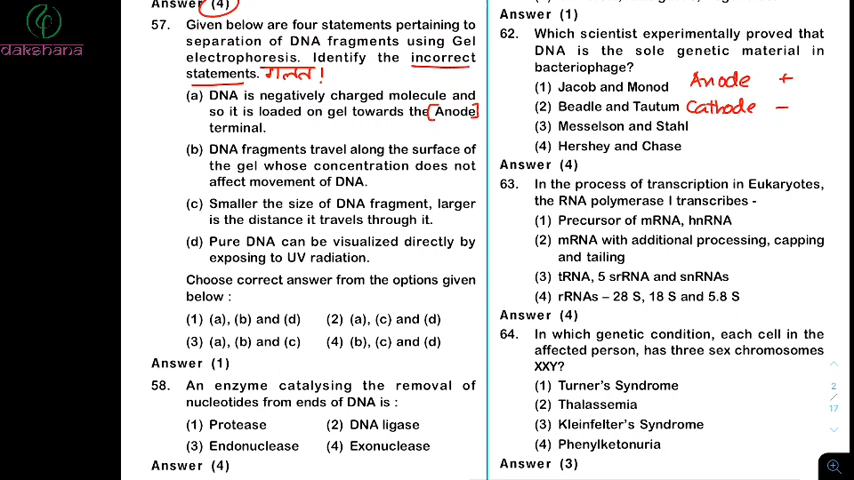 dakshana
Answer (4)
57. Given below are four statements pertaining to
separation of DNA fragments using Gel
electrophoresis. Identify the incorrect
statements. गलत !
(a) DNA is negatively charged molecule and
so it is loaded on gel towards the [Anode]
terminal.
(b) DNA fragments travel along the surface of
the gel whose concentration does not
affect movement of DNA.
(c) Smaller the size of DNA fragment, larger
is the distance it travels through it.
(d) Pure DNA can be visualized directly by
exposing to UV radiation.
Choose correct answer from the options given
below :
(1) (a), (b) and (d) (2) (a), (c) and (d)
(3) (a), (b) and (c) (4) (b), (c) and (d)
Answer (1)
58. An enzyme catalysing the removal of
nucleotides from ends of DNA is :
(1) Protease (2) DNA ligase
(3) Endonuclease (4) Exonuclease
Answer (4)
Answer (1)
62. Which scientist experimentally proved that
DNA is the sole genetic material in
bacteriophage?
(1) Jacob and Monod Anode +
(2) Beadle and Tautum Cathode –
(3) Messelson and Stahl
(4) Hershey and Chase
Answer (4)
63. In the process of transcription in Eukaryotes,
the RNA polymerase I transcribes -
(1) Precursor of mRNA, hnRNA
(2) mRNA with additional processing, capping
and tailing
(3) tRNA, 5 srRNA and snRNAs
(4) rRNAs – 28 S, 18 S and 5.8 S
Answer (4)
64. In which genetic condition, each cell in the
affected person, has three sex chromosomes
XXY?
(1) Turner's Syndrome
(2) Thalassemia
(3) Kleinfelter's Syndrome
(4) Phenylketonuria
Answer (3)
2
/
17